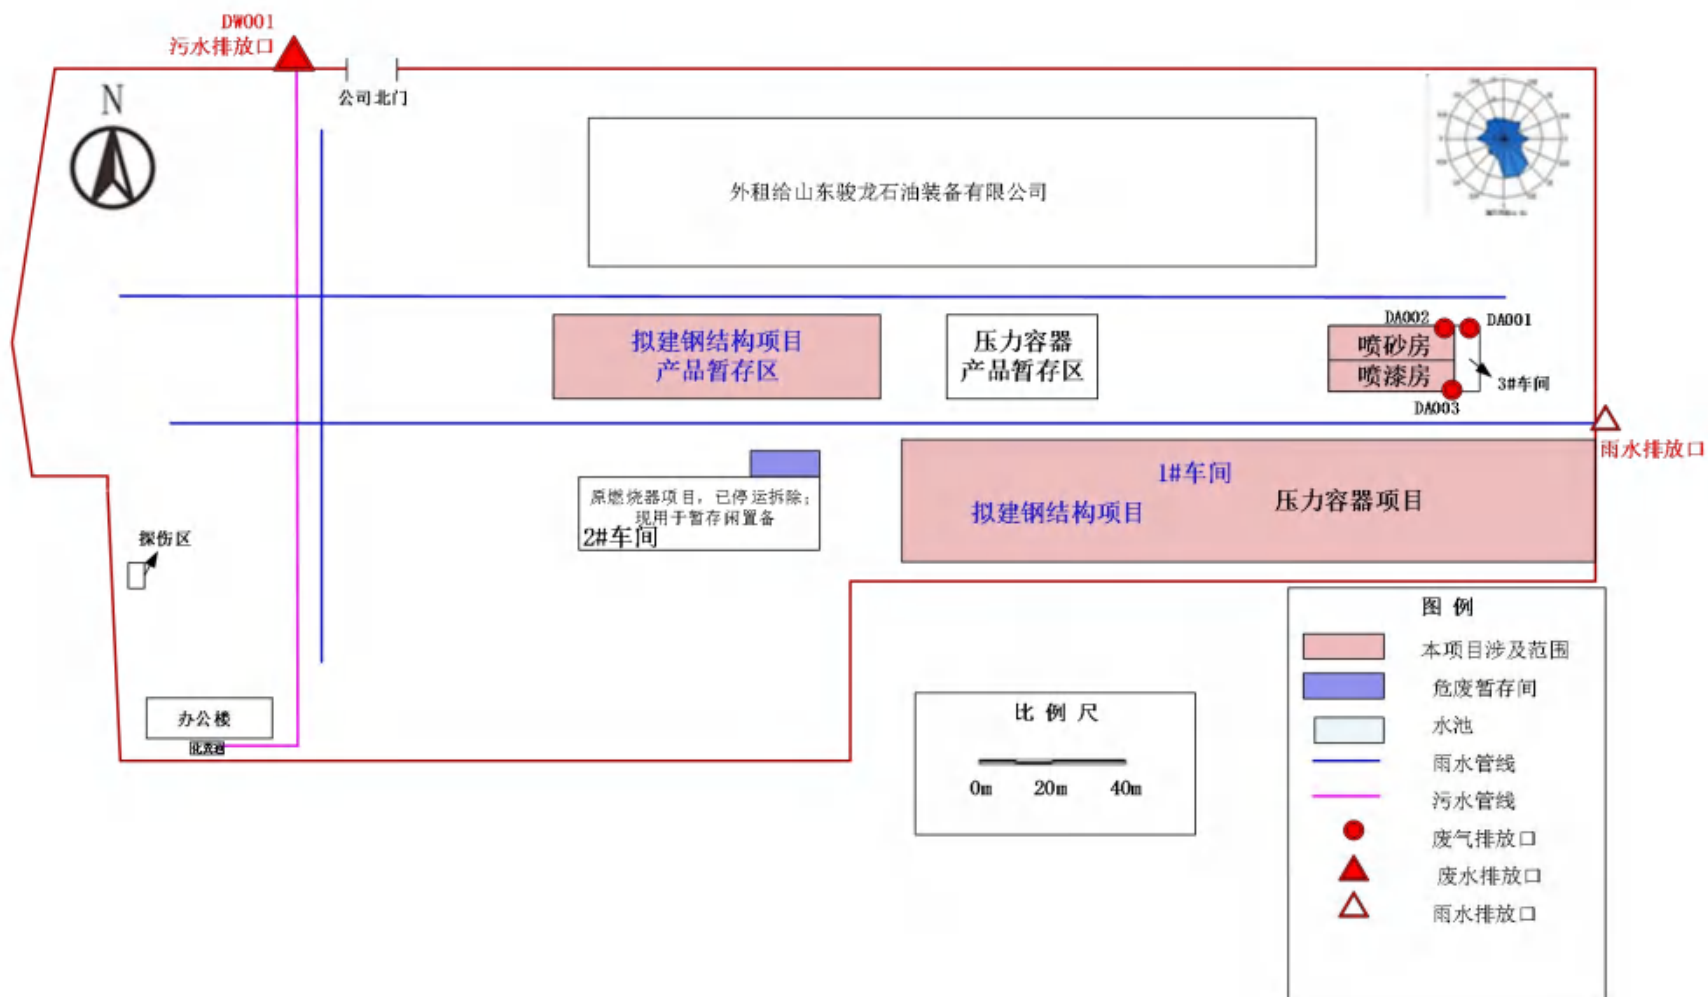 DW001
污水排放口
公司北门
N
外租给山东骏龙石油装备有限公司
拟建钢结构项目
产品暂存区
压力容器
产品暂存区
DA002
DA001
喷砂房
喷漆房
3#车间
DA003
雨水排放口
1#车间
拟建钢结构项目
压力容器项目
原燃烧器项目，已停运拆除；
现用于暂存闲置备
2#车间
探伤区
办公楼
化粪池
比 例 尺
0m
20m
40m
图 例
本项目涉及范围
危废暂存间
水池
雨水管线
污水管线
废气排放口
废水排放口
雨水排放口